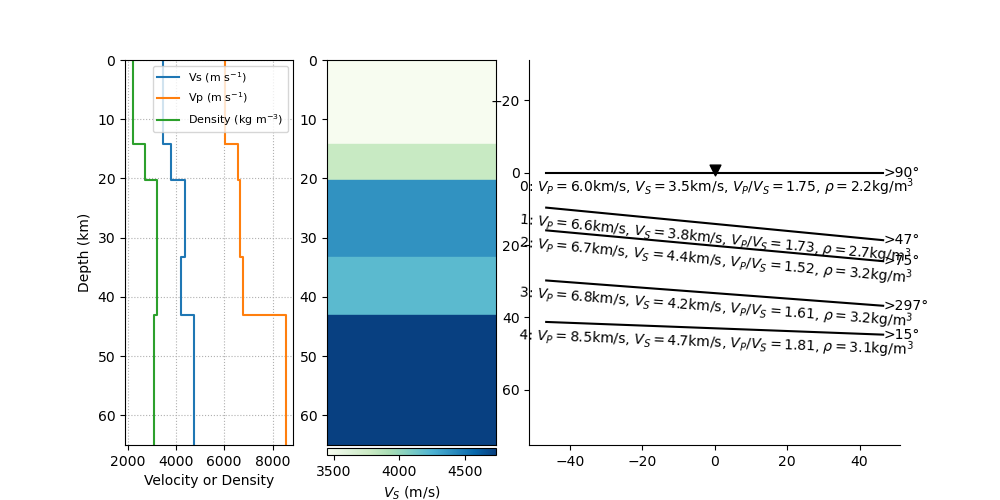 0
10
20
30
40
50
60
Depth (km)
2000 4000 6000 8000
Velocity or Density
Vs (m s⁻¹)
Vp (m s⁻¹)
Density (kg m⁻³)
0
10
20
30
40
50
60
3500 4000 4500
V_S (m/s)
−20
0
20
40
60
−40 −20 0 20 40
>90°
0: V_P = 6.0km/s, V_S = 3.5km/s, V_P/V_S = 1.75, ρ = 2.2kg/m³
>47°
1: V_P = 6.6km/s, V_S = 3.8km/s, V_P/V_S = 1.73, ρ = 2.7kg/m³
>75°
2: V_P = 6.7km/s, V_S = 4.4km/s, V_P/V_S = 1.52, ρ = 3.2kg/m³
>297°
3: V_P = 6.8km/s, V_S = 4.2km/s, V_P/V_S = 1.61, ρ = 3.2kg/m³
>15°
4: V_P = 8.5km/s, V_S = 4.7km/s, V_P/V_S = 1.81, ρ = 3.1kg/m³